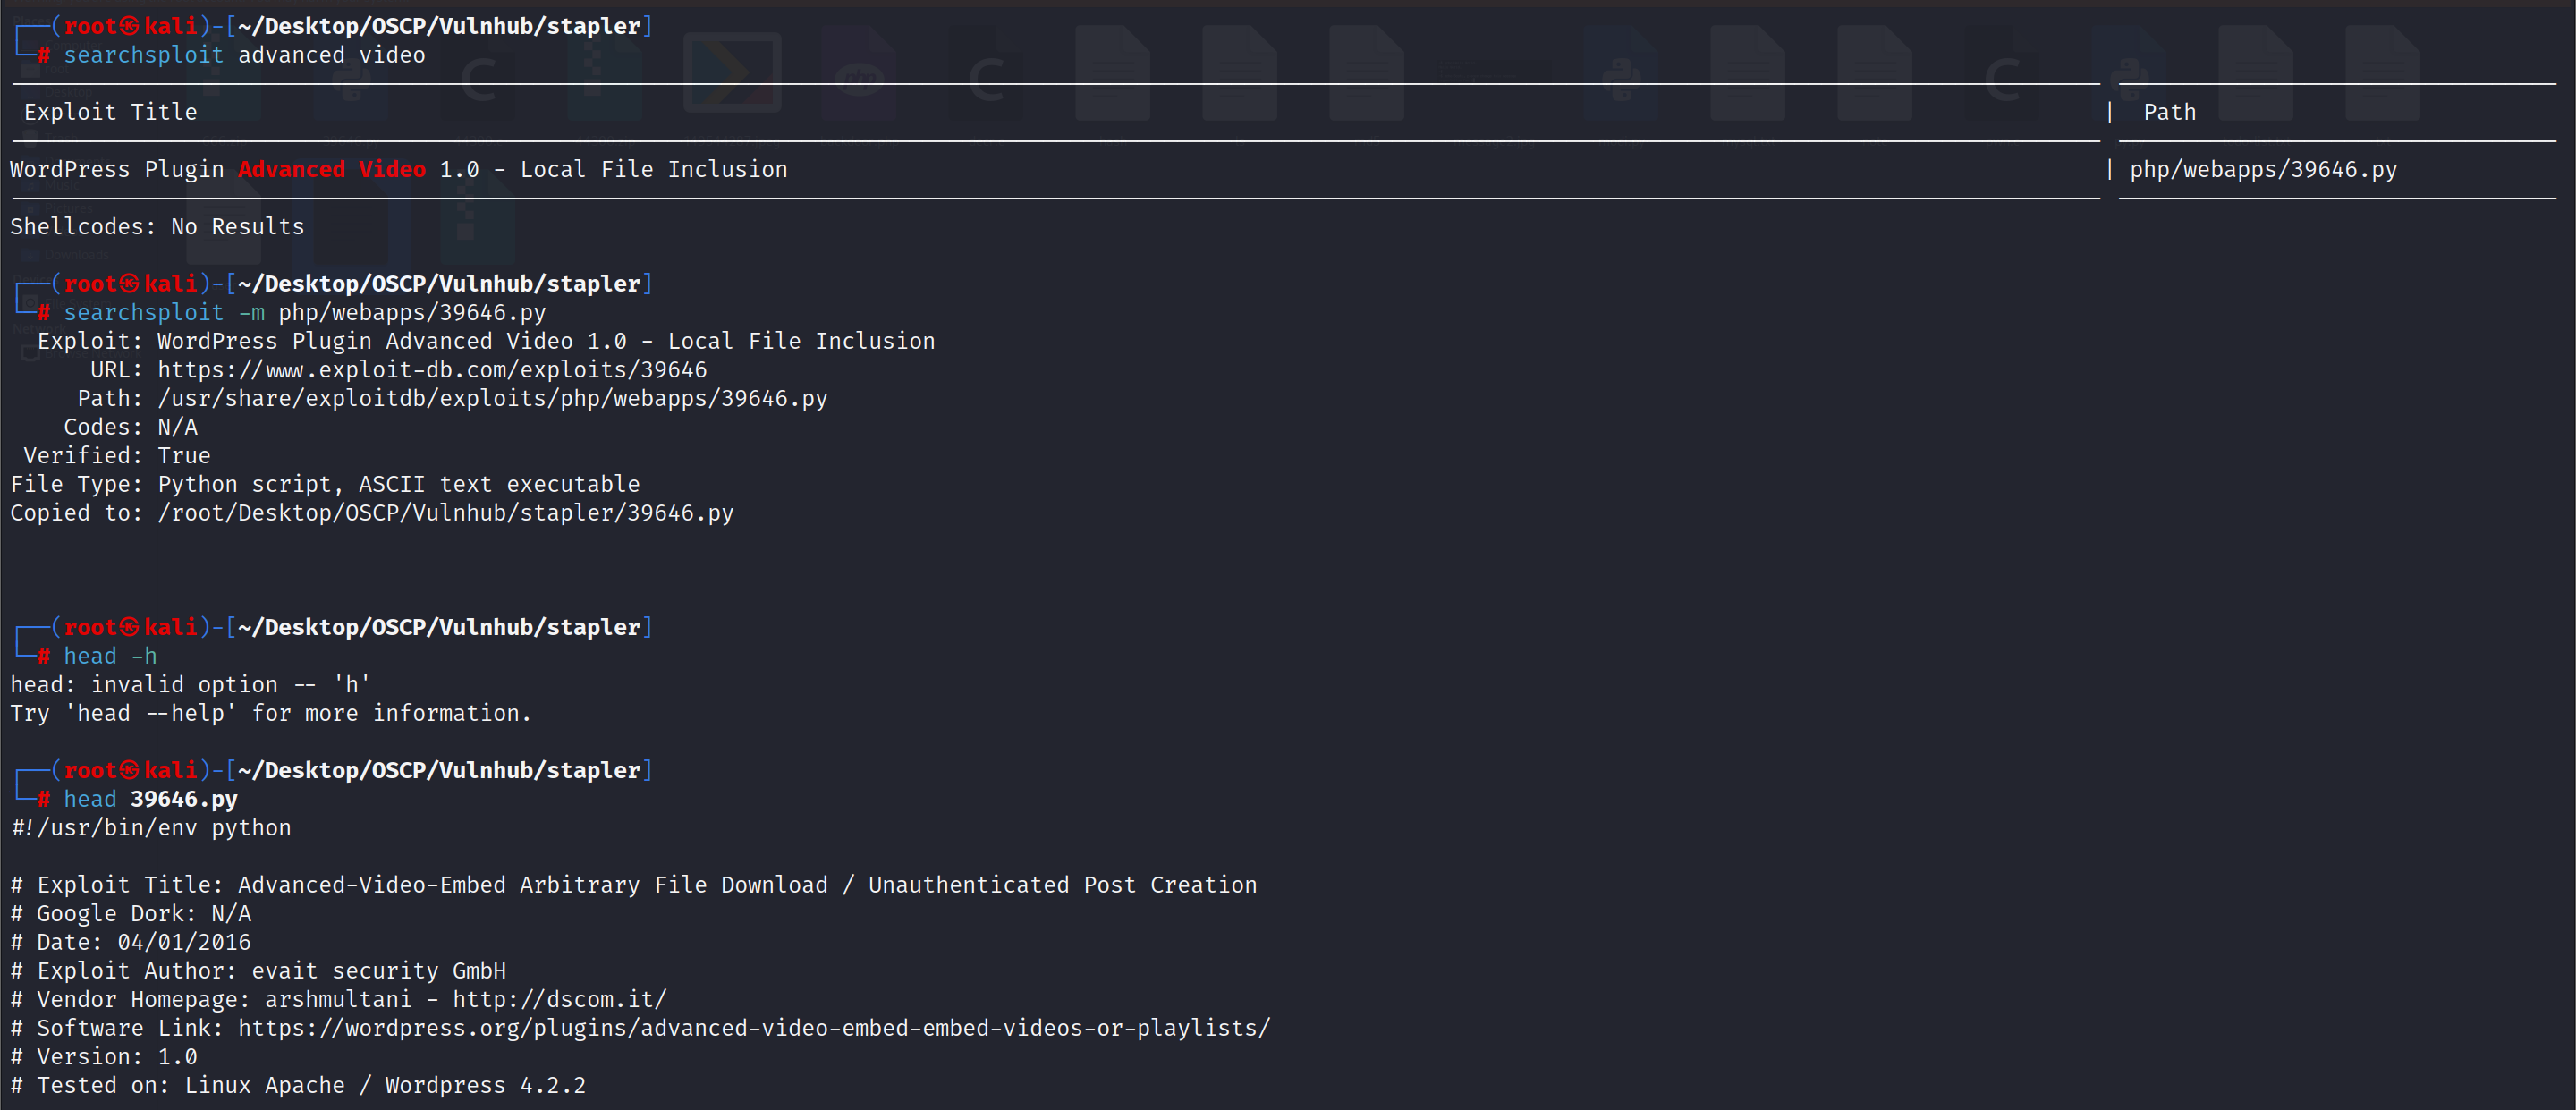 (root㉿kali)-[~/Desktop/OSCP/Vulnhub/stapler]
# searchsploit advanced video
Exploit Title | Path
WordPress Plugin Advanced Video 1.0 - Local File Inclusion | php/webapps/39646.py
Shellcodes: No Results
(root㉿kali)-[~/Desktop/OSCP/Vulnhub/stapler]
# searchsploit -m php/webapps/39646.py
Exploit: WordPress Plugin Advanced Video 1.0 - Local File Inclusion
URL: https://www.exploit-db.com/exploits/39646
Path: /usr/share/exploitdb/exploits/php/webapps/39646.py
Codes: N/A
Verified: True
File Type: Python script, ASCII text executable
Copied to: /root/Desktop/OSCP/Vulnhub/stapler/39646.py
(root㉿kali)-[~/Desktop/OSCP/Vulnhub/stapler]
# head -h
head: invalid option -- 'h'
Try 'head --help' for more information.
(root㉿kali)-[~/Desktop/OSCP/Vulnhub/stapler]
# head 39646.py
#!/usr/bin/env python
# Exploit Title: Advanced-Video-Embed Arbitrary File Download / Unauthenticated Post Creation
# Google Dork: N/A
# Date: 04/01/2016
# Exploit Author: evait security GmbH
# Vendor Homepage: arshmultani - http://dscom.it/
# Software Link: https://wordpress.org/plugins/advanced-video-embed-embed-videos-or-playlists/
# Version: 1.0
# Tested on: Linux Apache / Wordpress 4.2.2